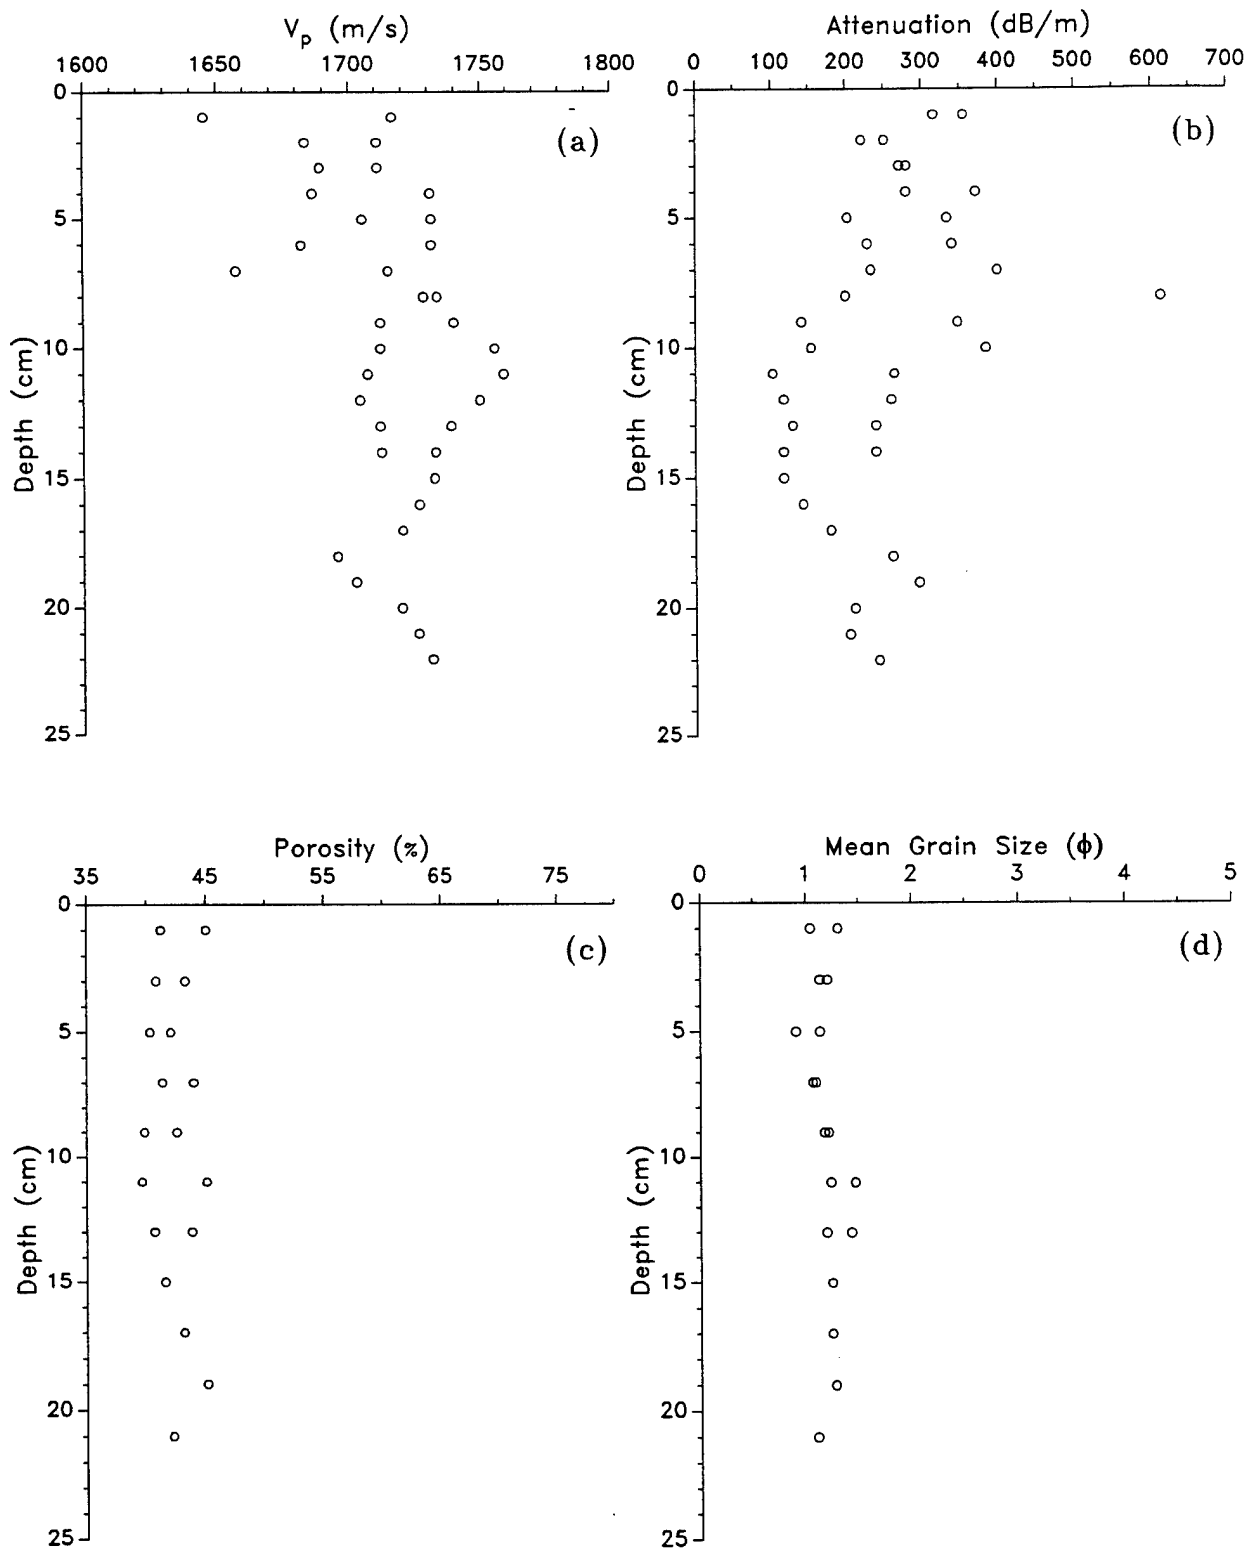 V_p (m/s)
1600 1650 1700 1750 1800
0
5
10
15
20
25
Depth (cm)
(a)
Attenuation (dB/m)
0 100 200 300 400 500 600 700
0
5
10
15
20
25
Depth (cm)
(b)
Porosity (%)
35 45 55 65 75
0
5
10
15
20
25
Depth (cm)
(c)
Mean Grain Size (ϕ)
0 1 2 3 4 5
0
5
10
15
20
25
Depth (cm)
(d)